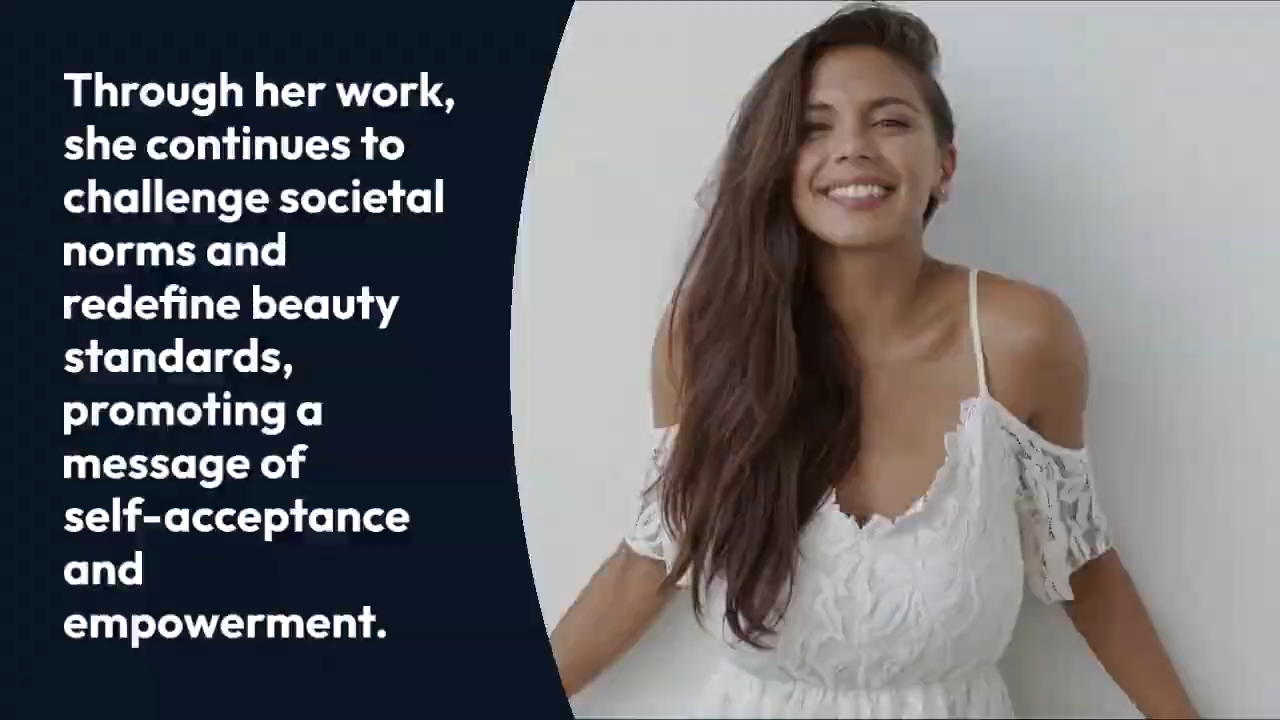 Through her work,
she continues to
challenge societal
norms and
redefine beauty
standards,
promoting a
message of
self-acceptance
and
empowerment.